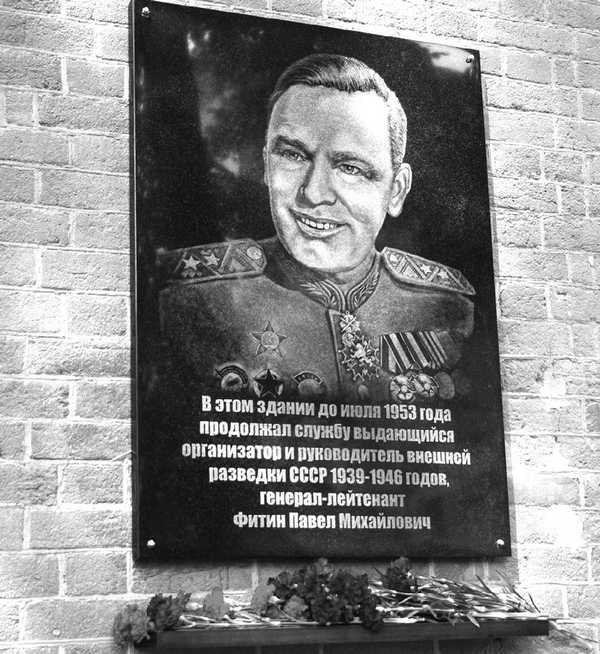 В этом здании до июля 1953 года
продолжал службу выдающийся
организатор и руководитель внешней
разведки СССР 1939-1946 годов,
генерал-лейтенант
Фитин Павел Михайлович